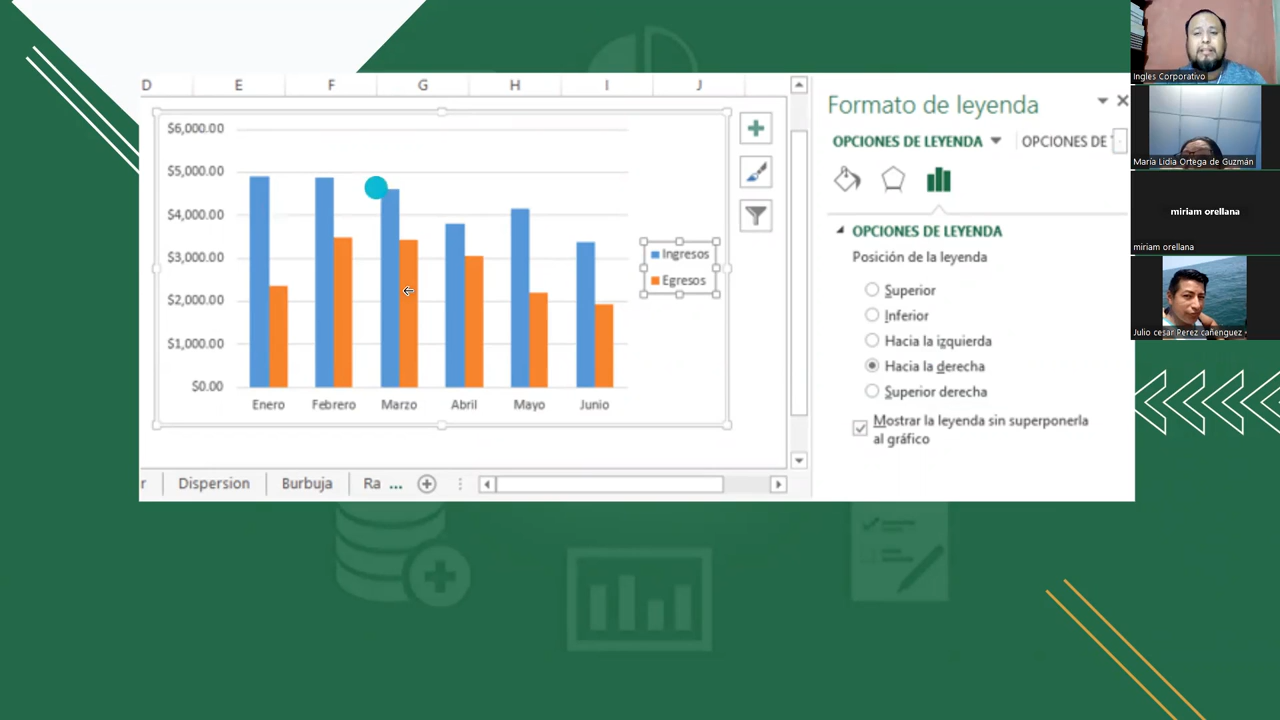 D E F G H I J
$6,000.00
$5,000.00
$4,000.00
$3,000.00
$2,000.00
$1,000.00
$0.00
Enero Febrero Marzo Abril Mayo Junio
Ingresos
Egresos
r Dispersion Burbuja Ra ...
Formato de leyenda
OPCIONES DE LEYENDA OPCIONES DE
OPCIONES DE LEYENDA
Posición de la leyenda
Superior
Inferior
Hacia la izquierda
Hacia la derecha
Superior derecha
Mostrar la leyenda sin superponerla
al gráfico
Ingles Corporativo
María Lidia Ortega de Guzmán
miriam orellana
miriam orellana
Julio cesar Perez cañenguez